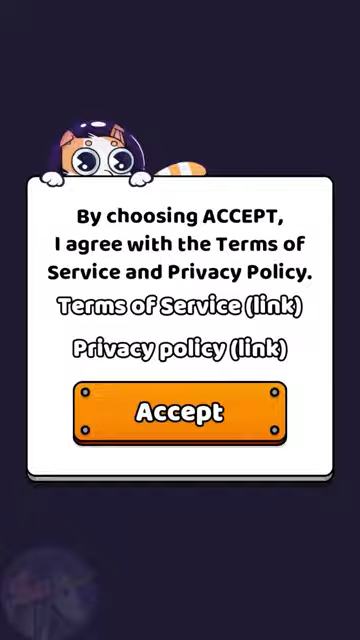 By choosing ACCEPT,
I agree with the Terms of
Service and Privacy Policy.
Terms of Service (link)
Privacy policy (link)
Accept